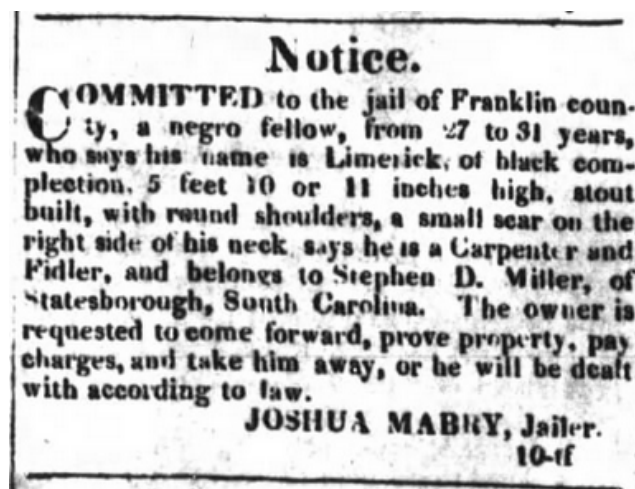 Notice.
COMMITTED to the jail of Franklin coun-
ty, a negro fellow, from 27 to 31 years,
who says his name is Limerick, of black com-
plection, 5 feet 10 or 11 inches high, stout
built, with round shoulders, a small scar on the
right side of his neck says he is a Carpenter and
Fidler, and belongs to Stephen D. Miller, of
Statesborough, South Carolina. The owner is
requested to come forward, prove property, pay
charges, and take him away, or he will be dealt
with according to law.
JOSHUA MABRY, Jailer.
10-tf